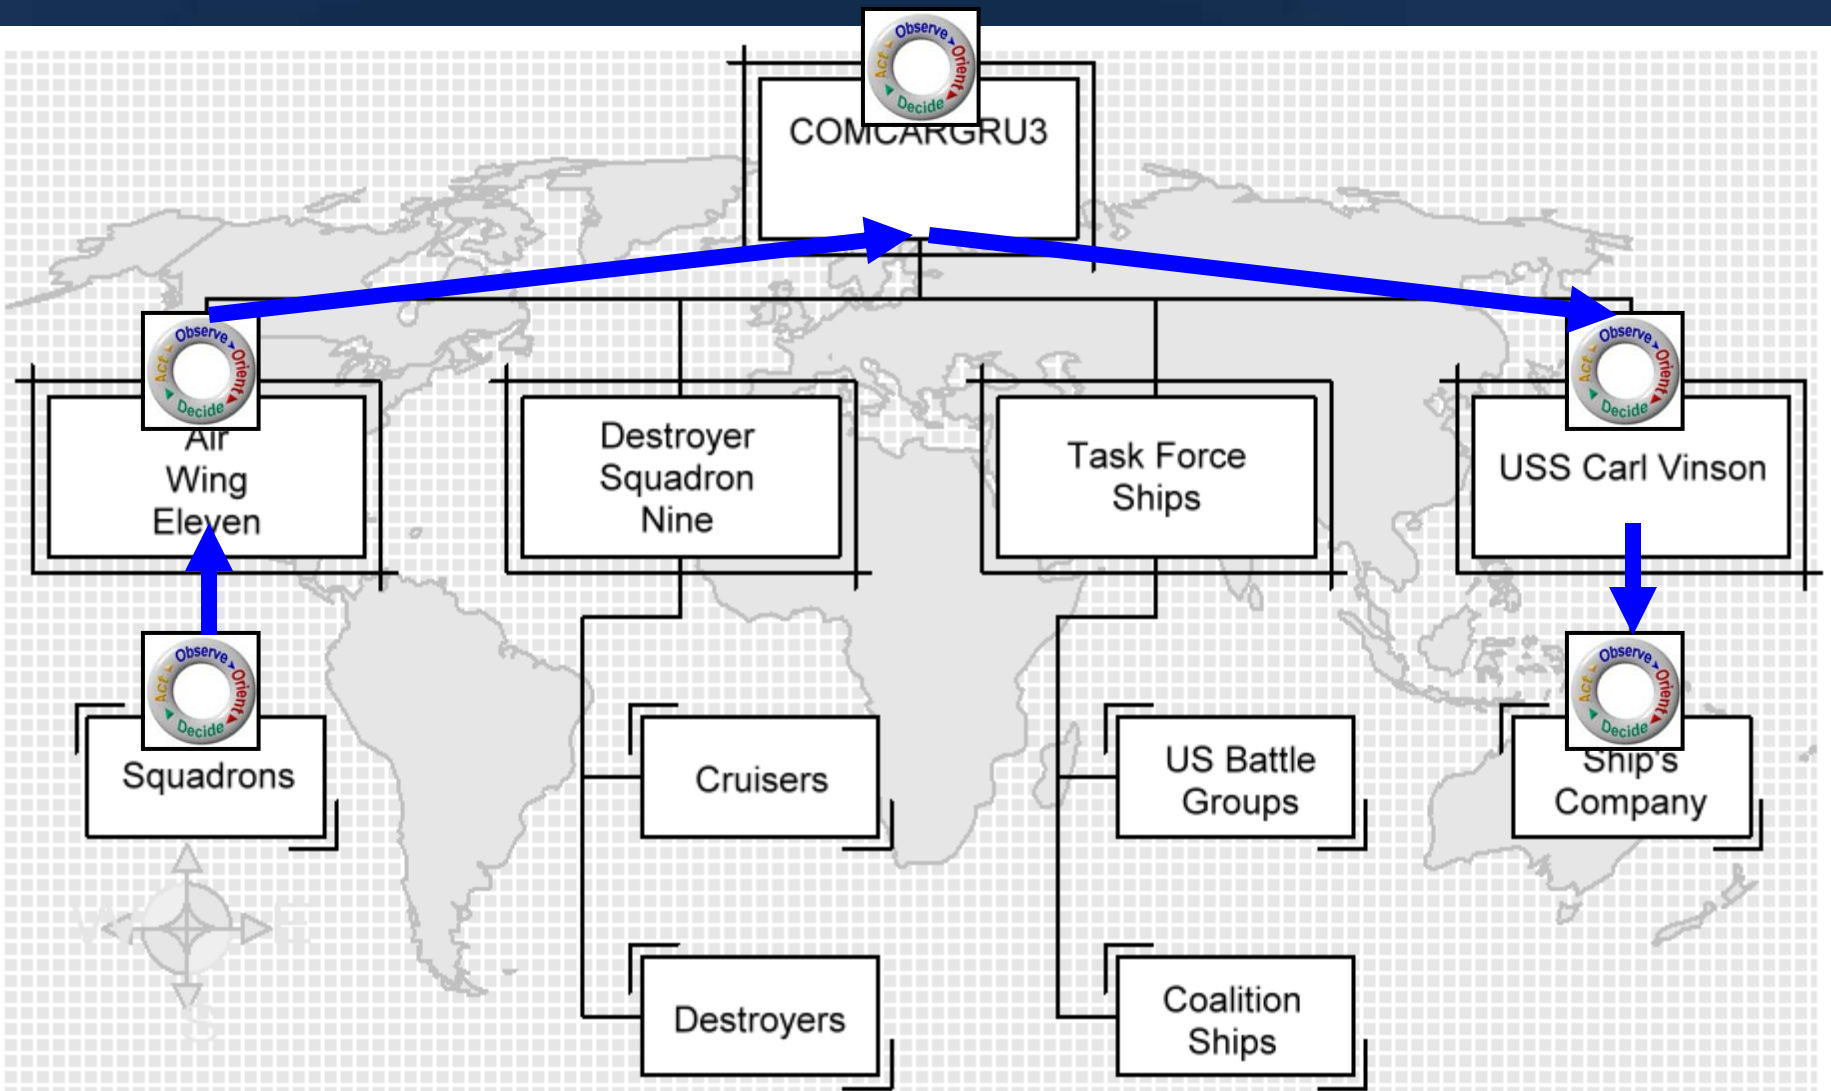 Observe
Orient
Decide
Act
COMCARGRU3
Observe
Orient
Decide
Act
Air
Wing
Eleven
Destroyer
Squadron
Nine
Task Force
Ships
Observe
Orient
Decide
Act
USS Carl Vinson
Observe
Orient
Decide
Act
Squadrons
Cruisers
US Battle
Groups
Observe
Orient
Decide
Act
Ship's
Company
Destroyers
Coalition
Ships
S